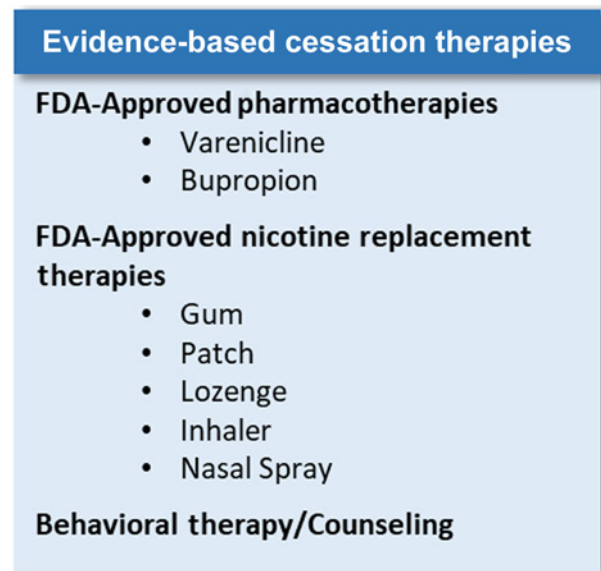 Evidence-based cessation therapies
FDA-Approved pharmacotherapies
• Varenicline
• Bupropion
FDA-Approved nicotine replacement
therapies
• Gum
• Patch
• Lozenge
• Inhaler
• Nasal Spray
Behavioral therapy/Counseling